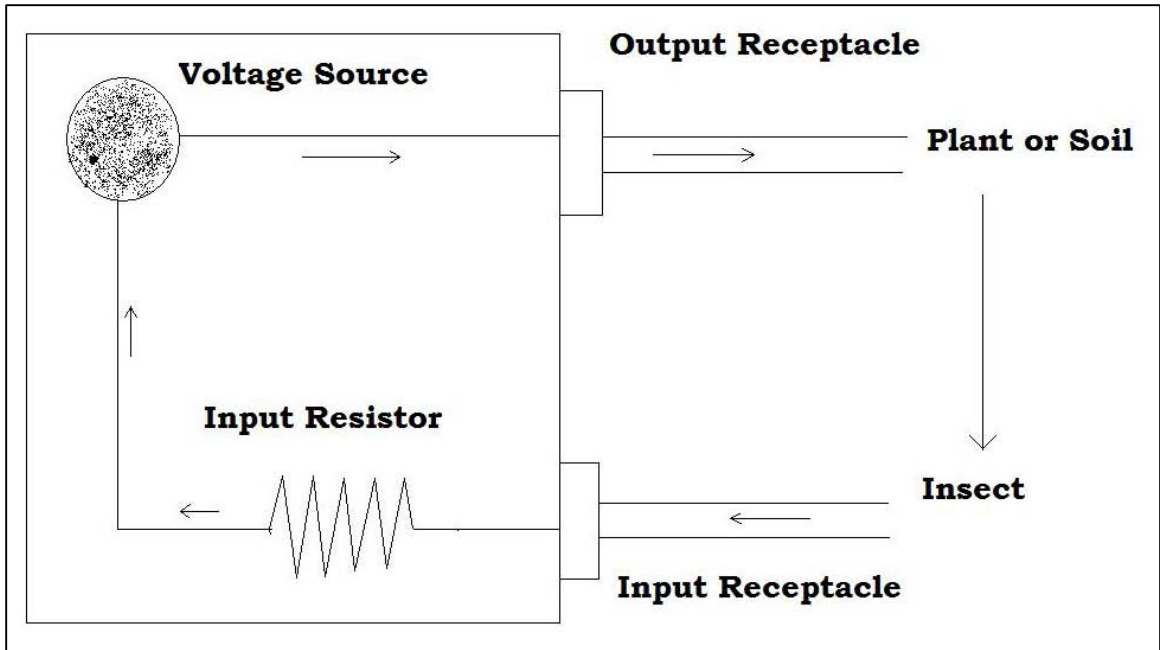 Output Receptacle
Voltage Source
Plant or Soil
Input Resistor
Insect
Input Receptacle